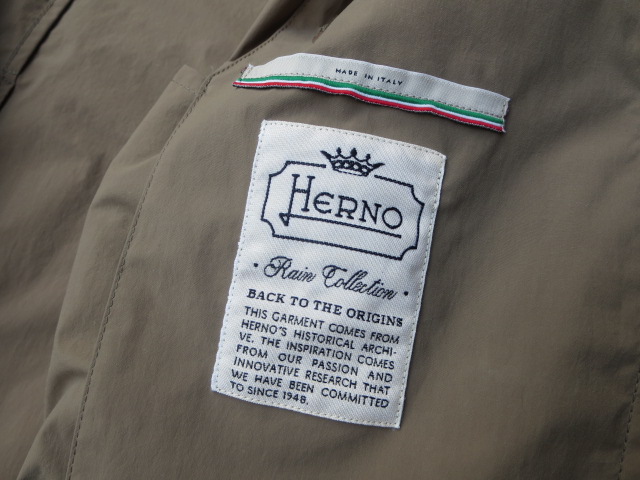 MADE IN ITALY
HERNO
· Rain Collection ·
BACK TO THE ORIGINS
THIS GARMENT COMES FROM
HERNO'S HISTORICAL ARCHI-
VE. THE INSPIRATION COMES
FROM OUR PASSION AND
INNOVATIVE RESEARCH THAT
WE HAVE BEEN COMMITTED
TO SINCE 1948.